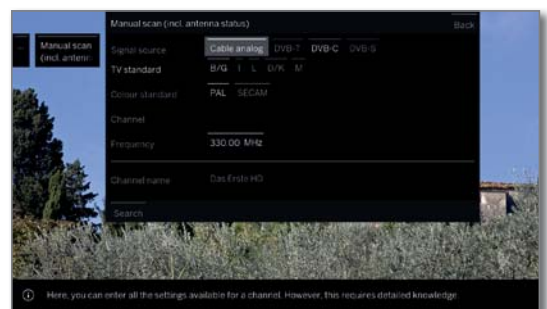 Manual scan (incl. antenna status) Back
Manual scan
(incl. antenn
Signal source Cable analog DVB-T DVB-C DVB-S
TV standard B/G I L D/K M
Colour standard PAL SECAM
Channel
Frequency 330.00 MHz
Channel name Das Erste HD
Search
Here, you can enter all the settings available for a channel. However, this requires detailed knowledge.